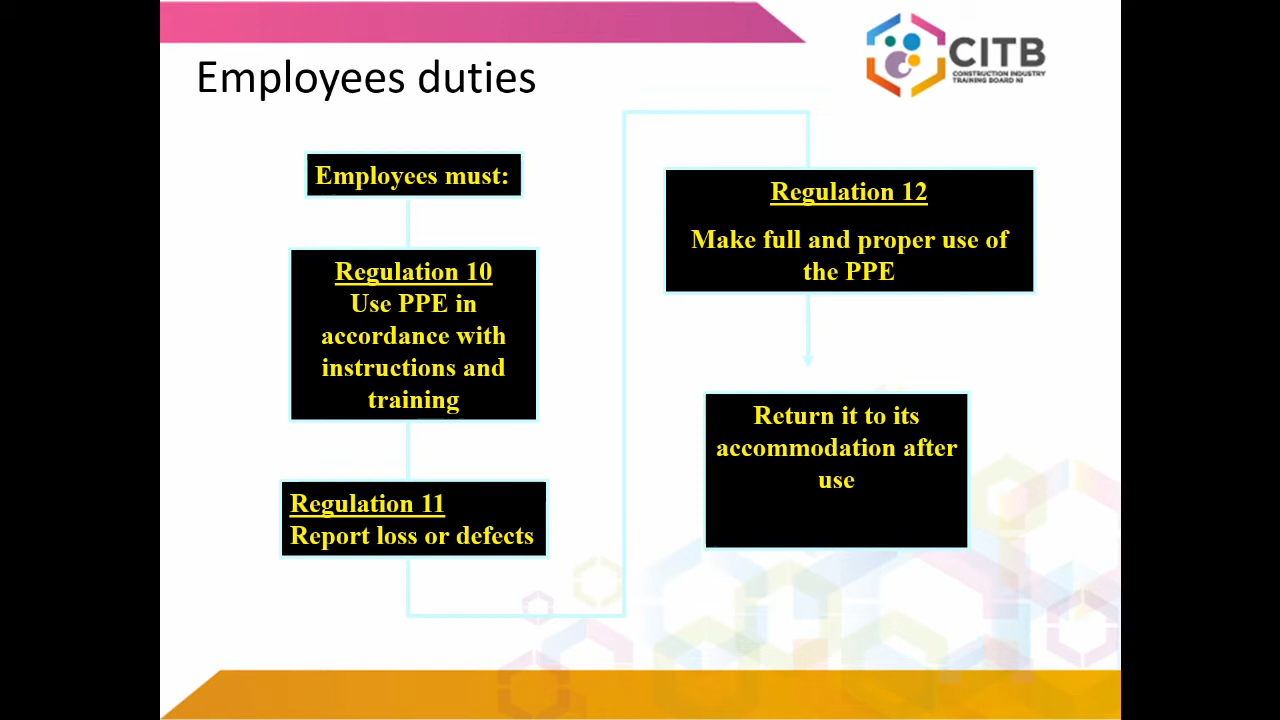 Employees duties
CITB
CONSTRUCTION INDUSTRY
TRAINING BOARD NI
Employees must:
Regulation 10
Use PPE in
accordance with
instructions and
training
Regulation 11
Report loss or defects
Regulation 12
Make full and proper use of
the PPE
Return it to its
accommodation after
use